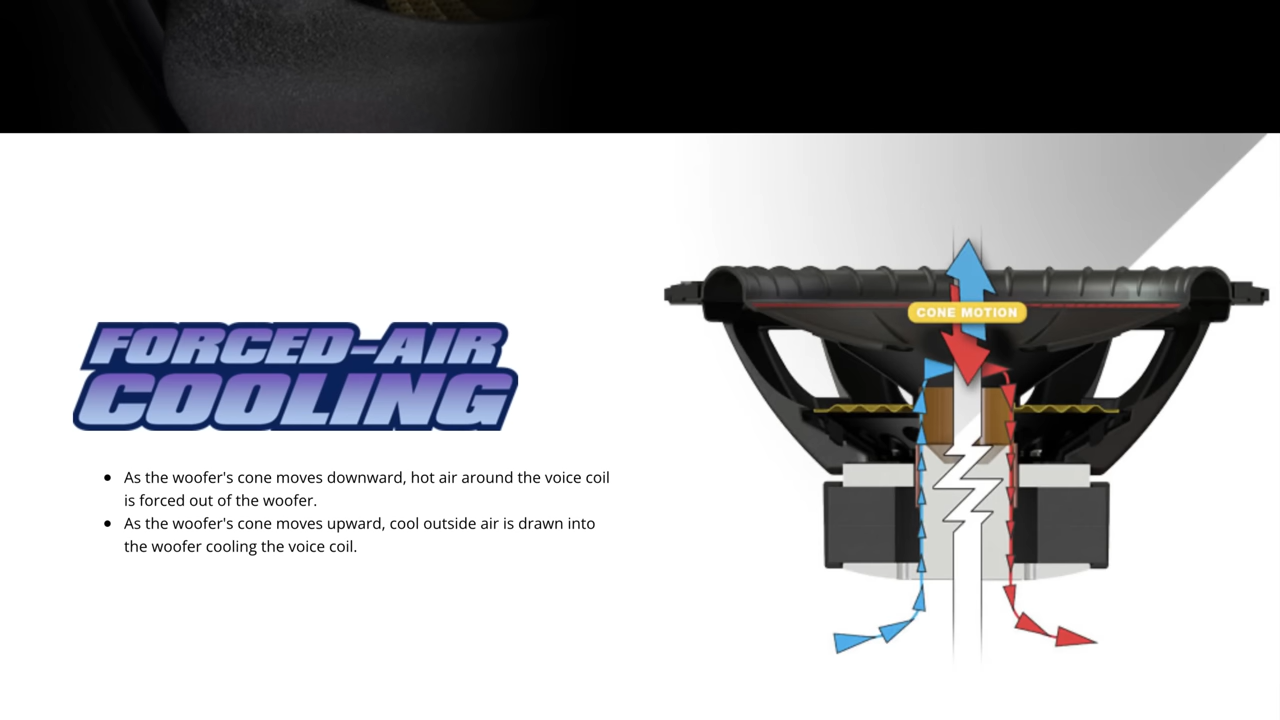 FORCED-AIR
COOLING
• As the woofer's cone moves downward, hot air around the voice coil
is forced out of the woofer.
• As the woofer's cone moves upward, cool outside air is drawn into
the woofer cooling the voice coil.
CONE MOTION